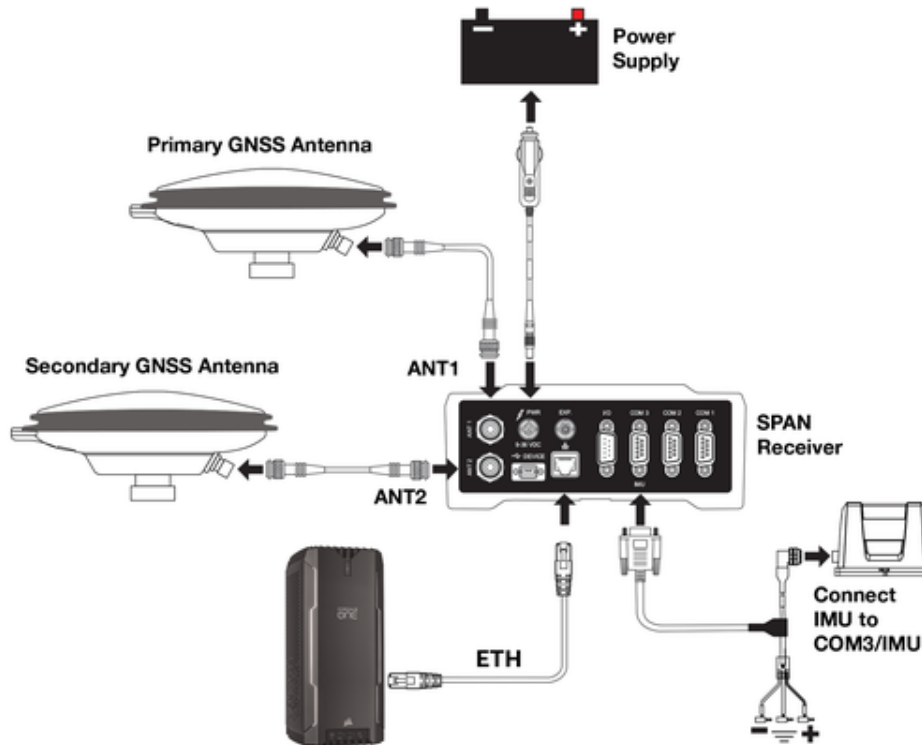 Power
Supply
Primary GNSS Antenna
Secondary GNSS Antenna
ANT1
ANT2
SPAN
Receiver
ANT 1
PWR
EXP.
I/O
COM 3
COM 2
COM 1
9-36 VDC
ANT 2
DEVICE
IMU
ETH
ONE
Connect
IMU to
COM3/IMU